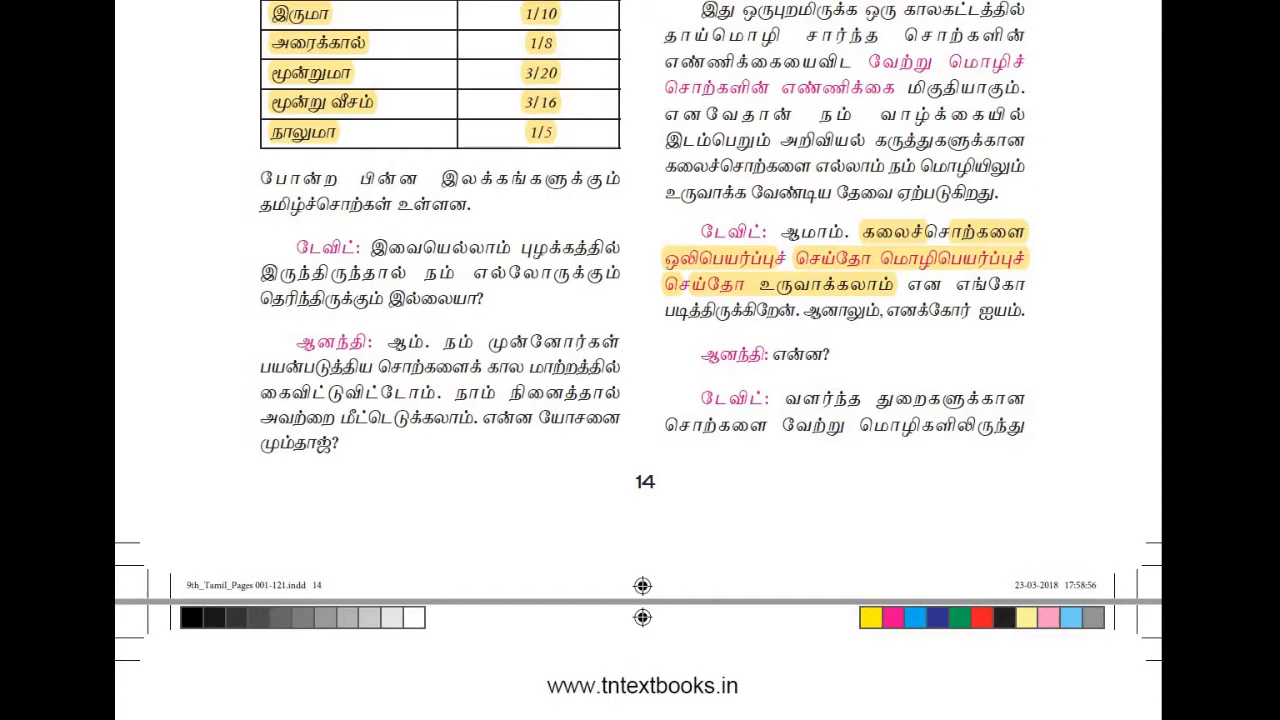 இருமா 1/10
அரைக்கால் 1/8
மூன்றுமா 3/20
மூன்று வீசம் 3/16
நாலுமா 1/5
போன்ற பின்ன இலக்கங்களுக்கும்
தமிழ்ச்சொற்கள் உள்ளன.
டேவிட்: இவையெல்லாம் புழக்கத்தில்
இருந்திருந்தால் நம் எல்லோருக்கும்
தெரிந்திருக்கும் இல்லையா?
ஆனந்தி: ஆம். நம் முன்னோர்கள்
பயன்படுத்திய சொற்களைக் கால மாற்றத்தில்
கைவிட்டுவிட்டோம். நாம் நினைத்தால்
அவற்றை மீட்டெடுக்கலாம். என்ன யோசனை
மும்தாஜ்?
இது ஒருபுறமிருக்க ஒரு காலகட்டத்தில்
தாய்மொழி சார்ந்த சொற்களின்
எண்ணிக்கையைவிட வேற்று மொழிச்
சொற்களின் எண்ணிக்கை மிகுதியாகும்.
எனவேதான் நம் வாழ்க்கையில்
இடம்பெறும் அறிவியல் கருத்துகளுக்கான
கலைச்சொற்களை எல்லாம் நம் மொழியிலும்
உருவாக்க வேண்டிய தேவை ஏற்படுகிறது.
டேவிட்: ஆமாம். கலைச்சொற்களை
ஒலிபெயர்ப்புச் செய்தோ மொழிபெயர்ப்புச்
செய்தோ உருவாக்கலாம் என எங்கோ
படித்திருக்கிறேன். ஆனாலும், எனக்கோர் ஐயம்.
ஆனந்தி: என்ன?
டேவிட்: வளர்ந்த துறைகளுக்கான
சொற்களை வேற்று மொழிகளிலிருந்து
14
9th_Tamil_Pages 001-121.indd 14
23-03-2018 17:58:56
www.tntextbooks.in